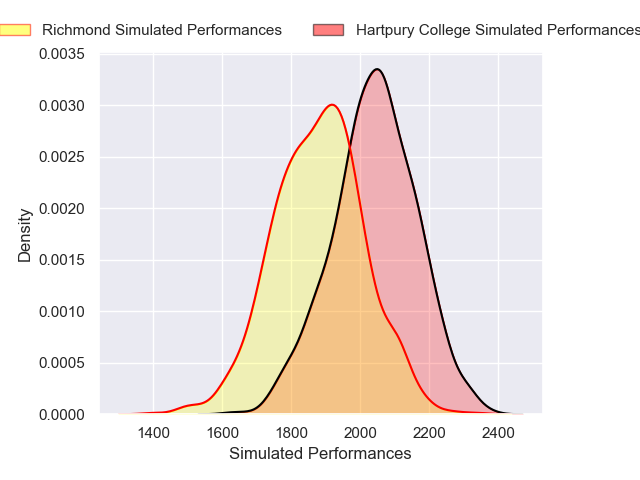 Richmond Simulated Performances
Hartpury College Simulated Performances
0.0035
0.0030
0.0025
0.0020
0.0015
0.0010
0.0005
0.0000
Density
1400 1600 1800 2000 2200 2400
Simulated Performances